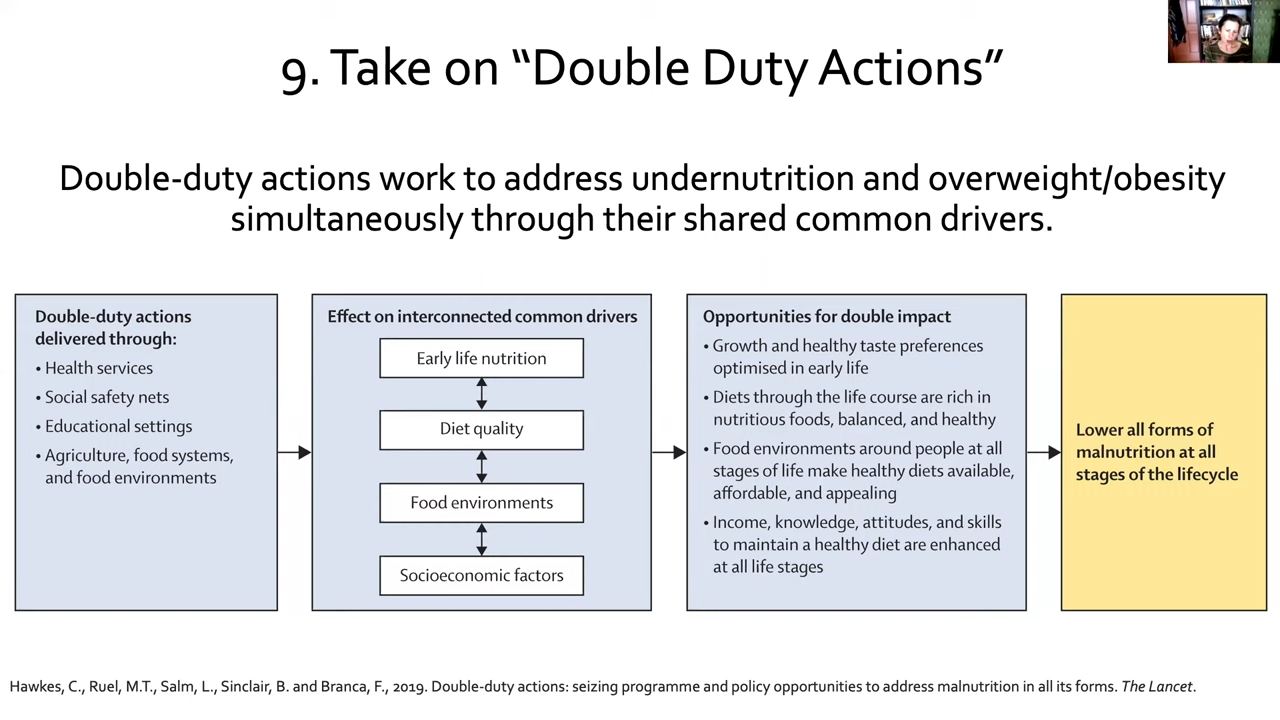 9. Take on “Double Duty Actions”
Double-duty actions work to address undernutrition and overweight/obesity
simultaneously through their shared common drivers.
Double-duty actions
delivered through:
• Health services
• Social safety nets
• Educational settings
• Agriculture, food systems,
and food environments
Effect on interconnected common drivers
Early life nutrition
Diet quality
Food environments
Socioeconomic factors
Opportunities for double impact
• Growth and healthy taste preferences
optimised in early life
• Diets through the life course are rich in
nutritious foods, balanced, and healthy
• Food environments around people at all
stages of life make healthy diets available,
affordable, and appealing
• Income, knowledge, attitudes, and skills
to maintain a healthy diet are enhanced
at all life stages
Lower all forms of
malnutrition at all
stages of the lifecycle
Hawkes, C., Ruel, M.T., Salm, L., Sinclair, B. and Branca, F., 2019. Double-duty actions: seizing programme and policy opportunities to address malnutrition in all its forms. The Lancet.